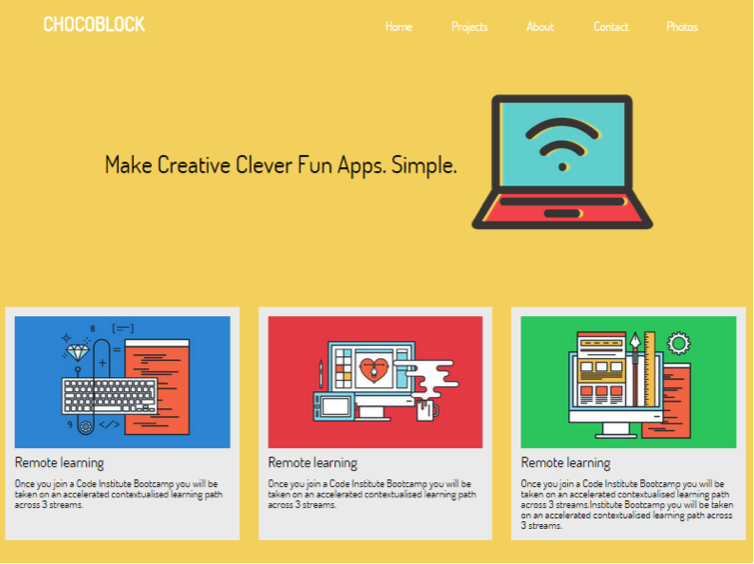 CHOCOBLOCK
Home Projects About Contact Photos
Make Creative Clever Fun Apps. Simple.
8 [=-]
=
+
9 </>
Remote learning
Once you join a Code Institute Bootcamp you will be
taken on an accelerated contextualised learning path
across 3 streams.
Remote learning
Once you join a Code Institute Bootcamp you will be
taken on an accelerated contextualised learning path
across 3 streams.
Remote learning
Once you join a Code Institute Bootcamp you will be
taken on an accelerated contextualised learning path
across 3 streams.Institute Bootcamp you will be taken
on an accelerated contextualised learning path across
3 streams.